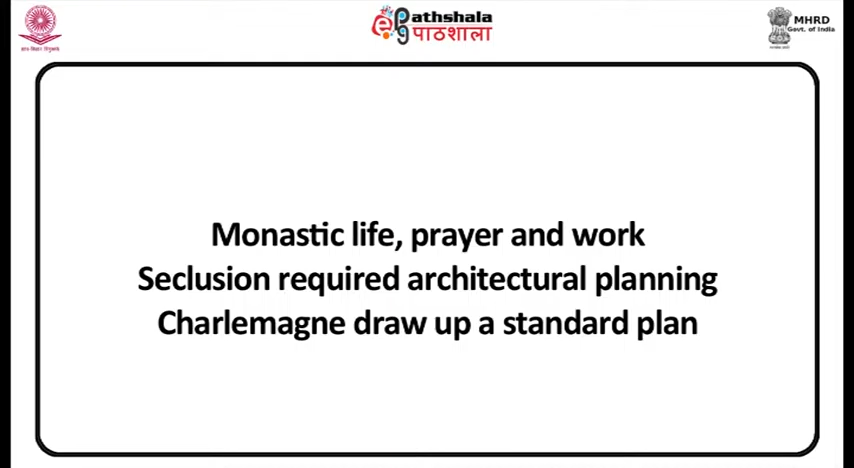 ePathshala
पाठशाला
MHRD
Govt. of India
Monastic life, prayer and work
Seclusion required architectural planning
Charlemagne draw up a standard plan